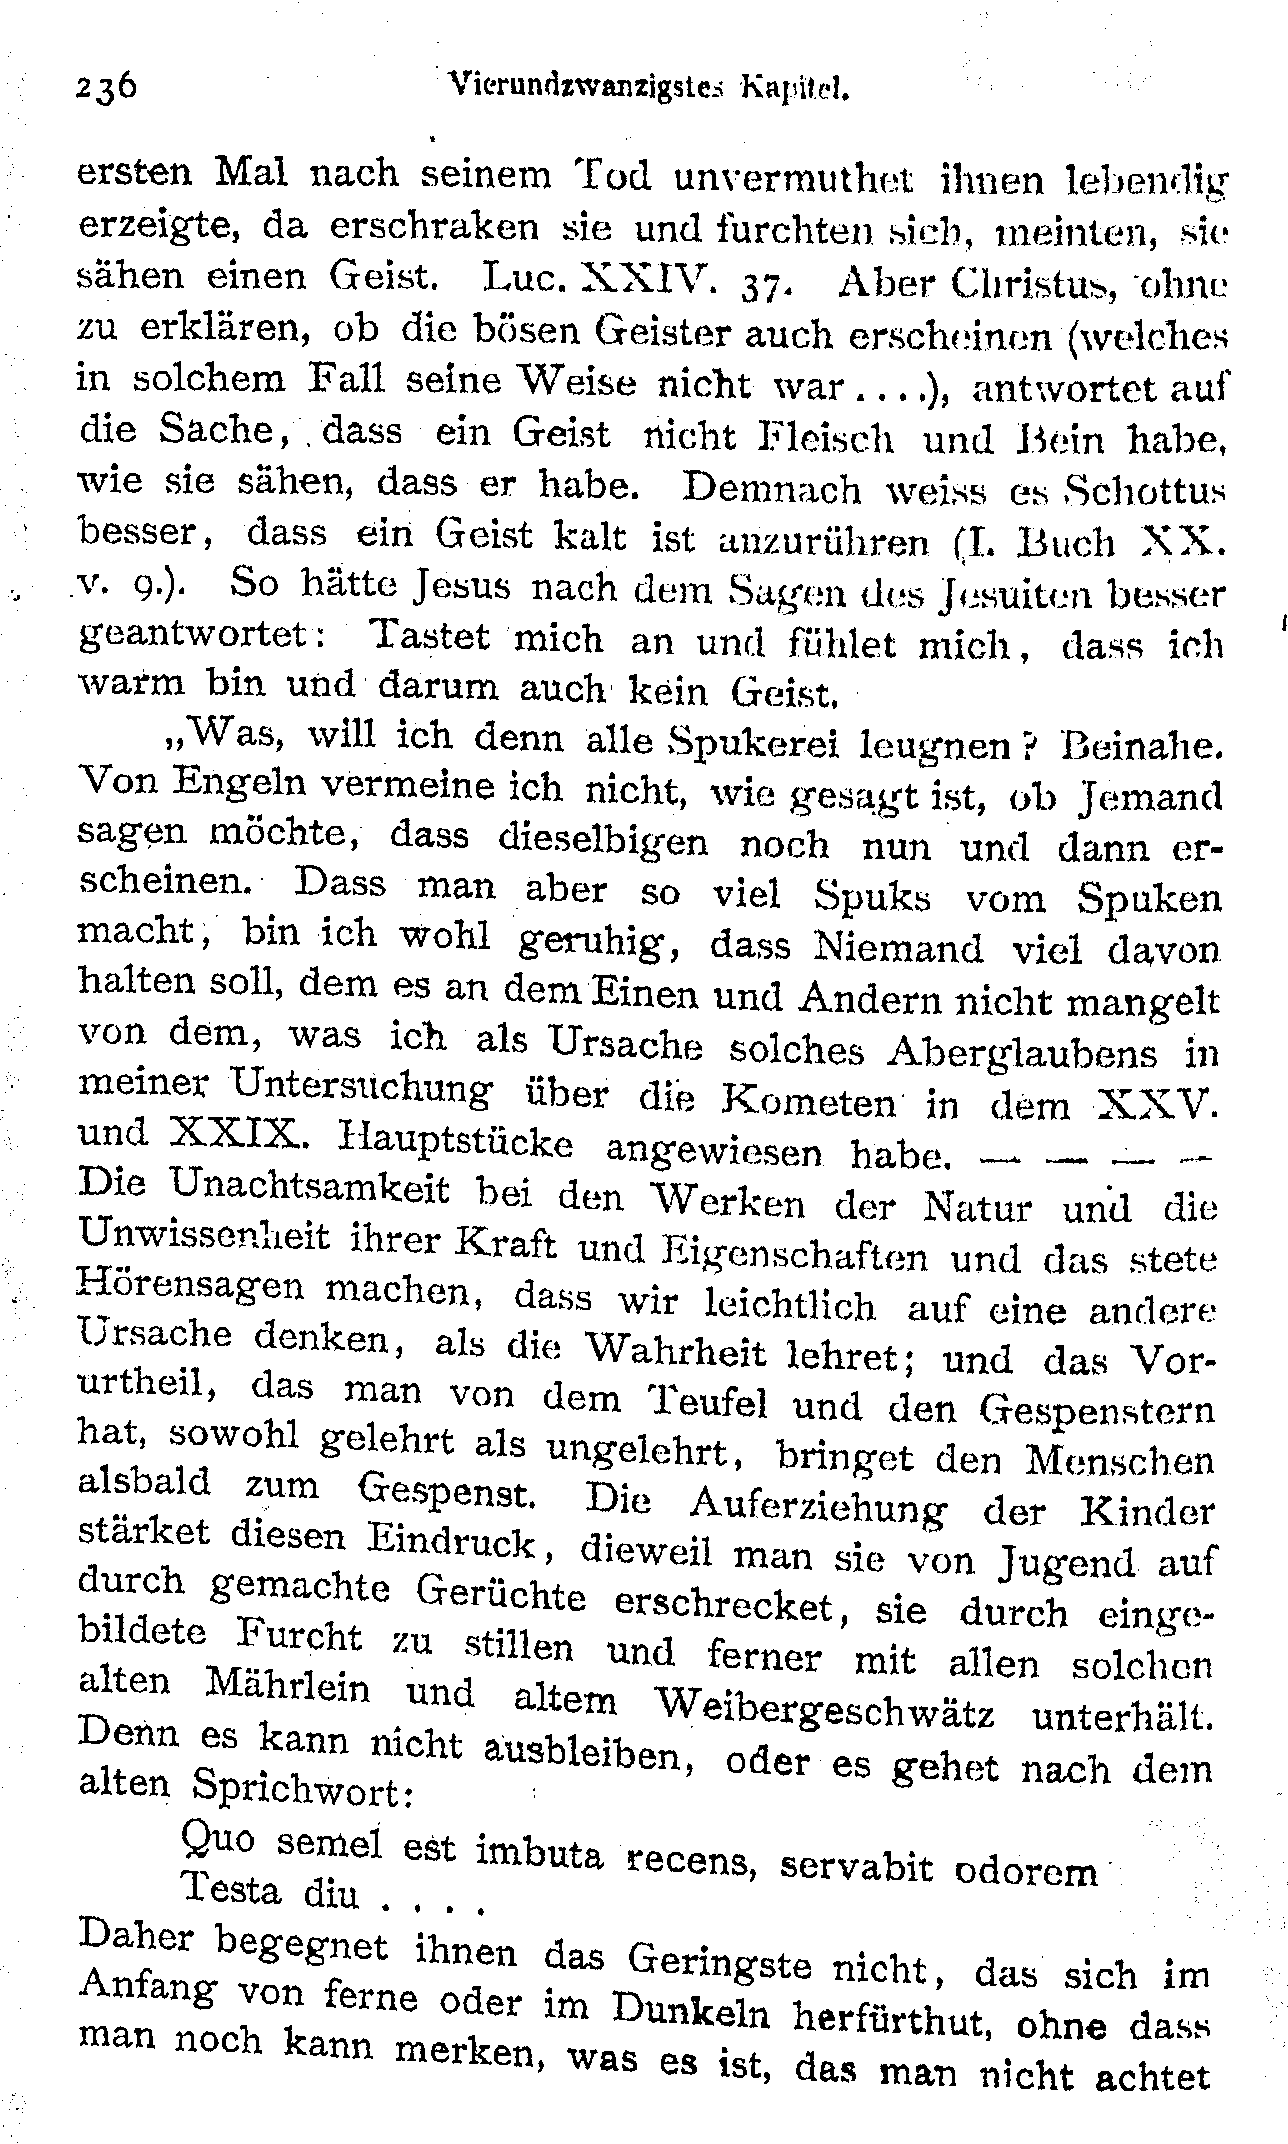 236 Vierundzwanzigstes Kapitel.
ersten Mal nach seinem Tod unvermuthet ihnen lebendig
erzeigte, da erschraken sie und furchten sich, meinten, sie
sähen einen Geist. Luc. XXIV. 37. Aber Christus, ohne
zu erklären, ob die bösen Geister auch erscheinen (welches
in solchem Fall seine Weise nicht war . . . .), antwortet auf
die Sache, dass ein Geist nicht Fleisch und Bein habe,
wie sie sähen, dass er habe. Demnach weiss es Schottus
besser, dass ein Geist kalt ist anzurühren (I. Buch XX.
v. 9.). So hätte Jesus nach dem Sagen des Jesuiten besser
geantwortet: Tastet mich an und fühlet mich, dass ich
warm bin und darum auch kein Geist.
„Was, will ich denn alle Spukerei leugnen? Beinahe.
Von Engeln vermeine ich nicht, wie gesagt ist, ob Jemand
sagen möchte, dass dieselbigen noch nun und dann er-
scheinen. Dass man aber so viel Spuks vom Spuken
macht, bin ich wohl geruhig, dass Niemand viel davon
halten soll, dem es an dem Einen und Andern nicht mangelt
von dem, was ich als Ursache solches Aberglaubens in
meiner Untersuchung über die Kometen in dem XXV.
und XXIX. Hauptstücke angewiesen habe. — — — —
Die Unachtsamkeit bei den Werken der Natur und die
Unwissenheit ihrer Kraft und Eigenschaften und das stete
Hörensagen machen, dass wir leichtlich auf eine andere
Ursache denken, als die Wahrheit lehret; und das Vor-
urtheil, das man von dem Teufel und den Gespenstern
hat, sowohl gelehrt als ungelehrt, bringet den Menschen
alsbald zum Gespenst. Die Auferziehung der Kinder
stärket diesen Eindruck, dieweil man sie von Jugend auf
durch gemachte Gerüchte erschrecket, sie durch einge-
bildete Furcht zu stillen und ferner mit allen solchen
alten Mährlein und altem Weibergeschwätz unterhält.
Denn es kann nicht ausbleiben, oder es gehet nach dem
alten Sprichwort:
Quo semel est imbuta recens, servabit odorem
Testa diu . . . .
Daher begegnet ihnen das Geringste nicht, das sich im
Anfang von ferne oder im Dunkeln herfürthut, ohne dass
man noch kann merken, was es ist, das man nicht achtet